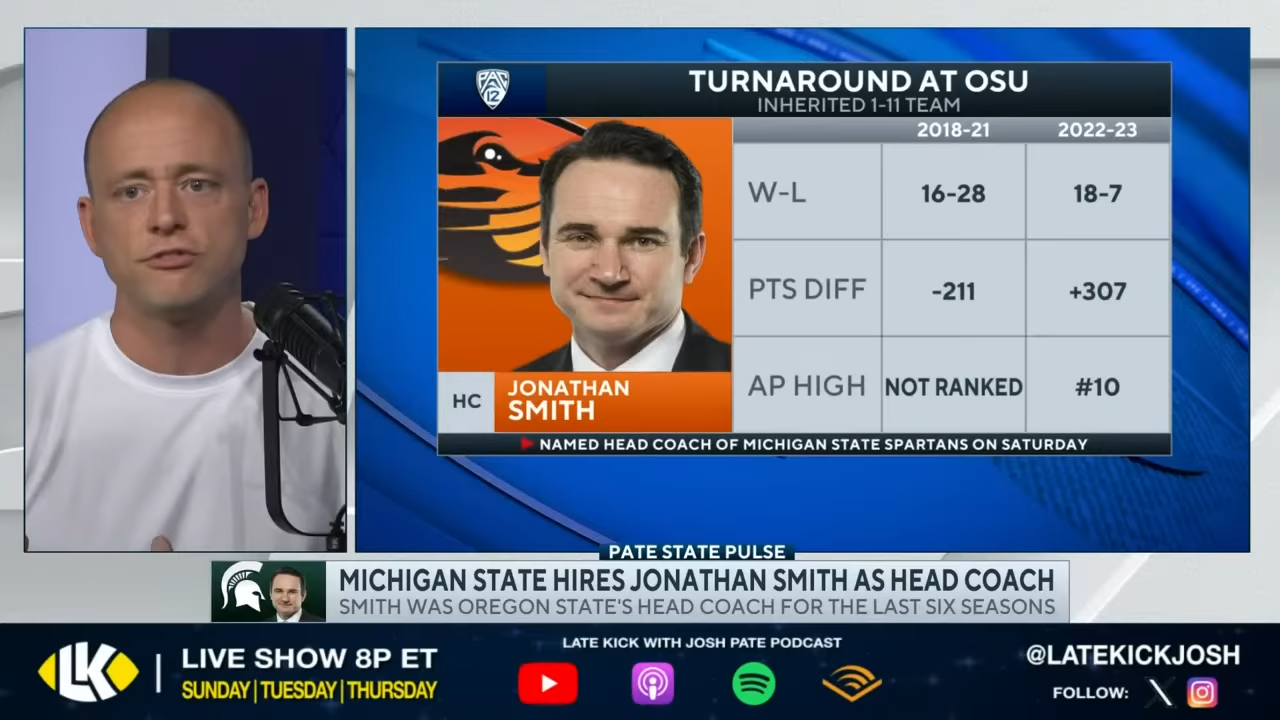 PAC
12
TURNAROUND AT OSU
INHERITED 1-11 TEAM
2018-21 2022-23
W-L 16-28 18-7
PTS DIFF -211 +307
AP HIGH NOT RANKED #10
HC
JONATHAN
SMITH
NAMED HEAD COACH OF MICHIGAN STATE SPARTANS ON SATURDAY
PATE STATE PULSE
MICHIGAN STATE HIRES JONATHAN SMITH AS HEAD COACH
SMITH WAS OREGON STATE'S HEAD COACH FOR THE LAST SIX SEASONS
LK
LIVE SHOW 8P ET
SUNDAY | TUESDAY | THURSDAY
LATE KICK WITH JOSH PATE PODCAST
@LATEKICKJOSH
FOLLOW: